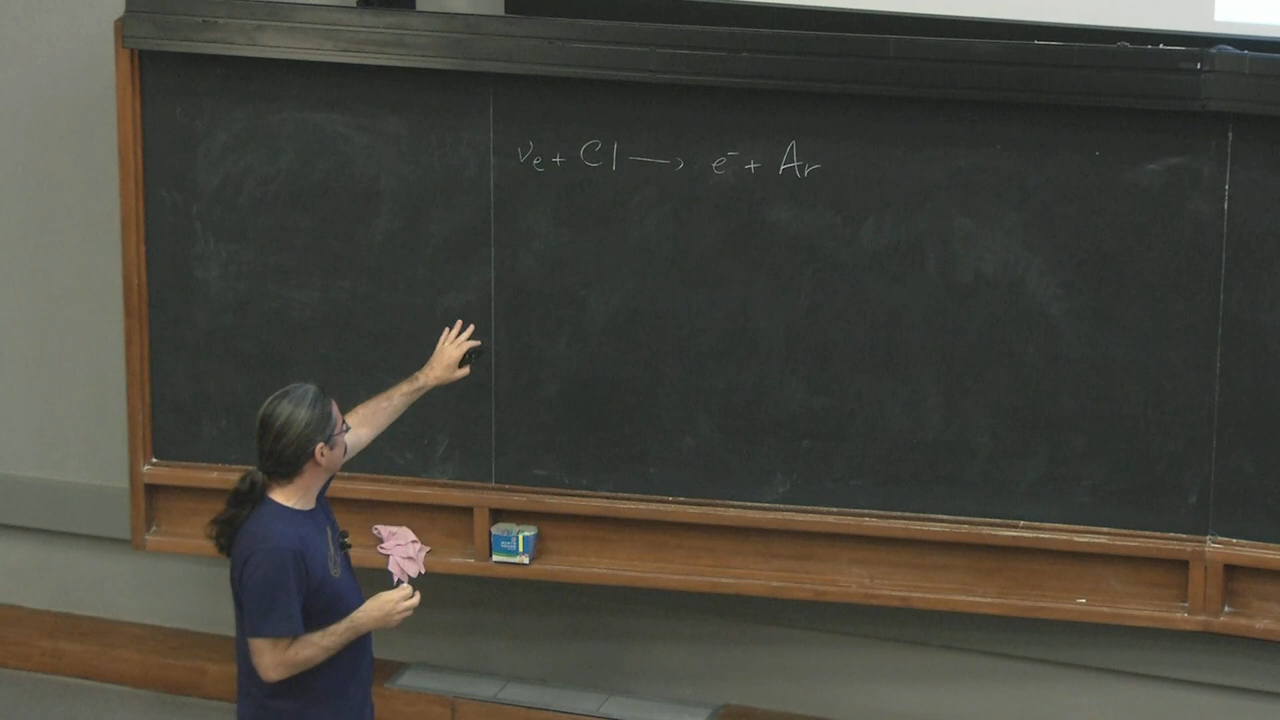 νe + Cl ⟶ e⁻ + Ar